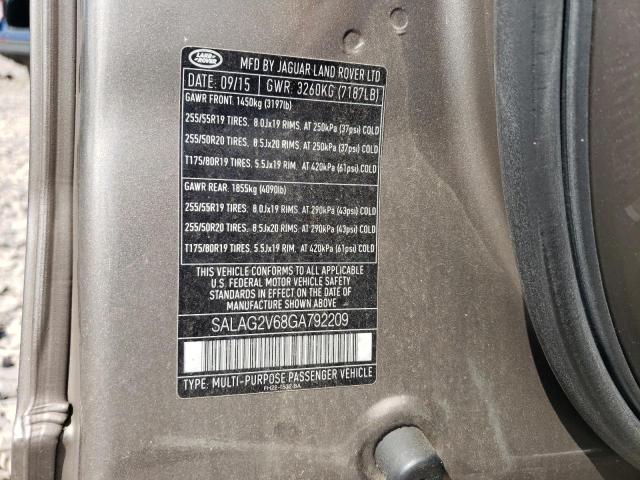 LAND ROVER
MFD BY JAGUAR LAND ROVER LTD
DATE: 09/15 GWR: 3260KG (7187LB)
GAWR FRONT: 1450kg (3197lb)
255/55R19 TIRES. 8.0Jx19 RIMS. AT 250kPa (37psi) COLD
255/50R20 TIRES. 8.5Jx20 RIMS. AT 250kPa (37psi) COLD
T175/80R19 TIRES. 5.5Jx19 RIM. AT 420kPa (61psi) COLD
GAWR REAR: 1855kg (4090lb)
255/55R19 TIRES. 8.0Jx19 RIMS. AT 290kPa (43psi) COLD
255/50R20 TIRES. 8.5Jx20 RIMS. AT 290kPa (43psi) COLD
T175/80R19 TIRES. 5.5Jx19 RIM. AT 420kPa (61psi) COLD
THIS VEHICLE CONFORMS TO ALL APPLICABLE
U.S. FEDERAL MOTOR VEHICLE SAFETY
STANDARDS IN EFFECT ON THE DATE OF
MANUFACTURE SHOWN ABOVE
SALAG2V68GA792209
TYPE: MULTI-PURPOSE PASSENGER VEHICLE